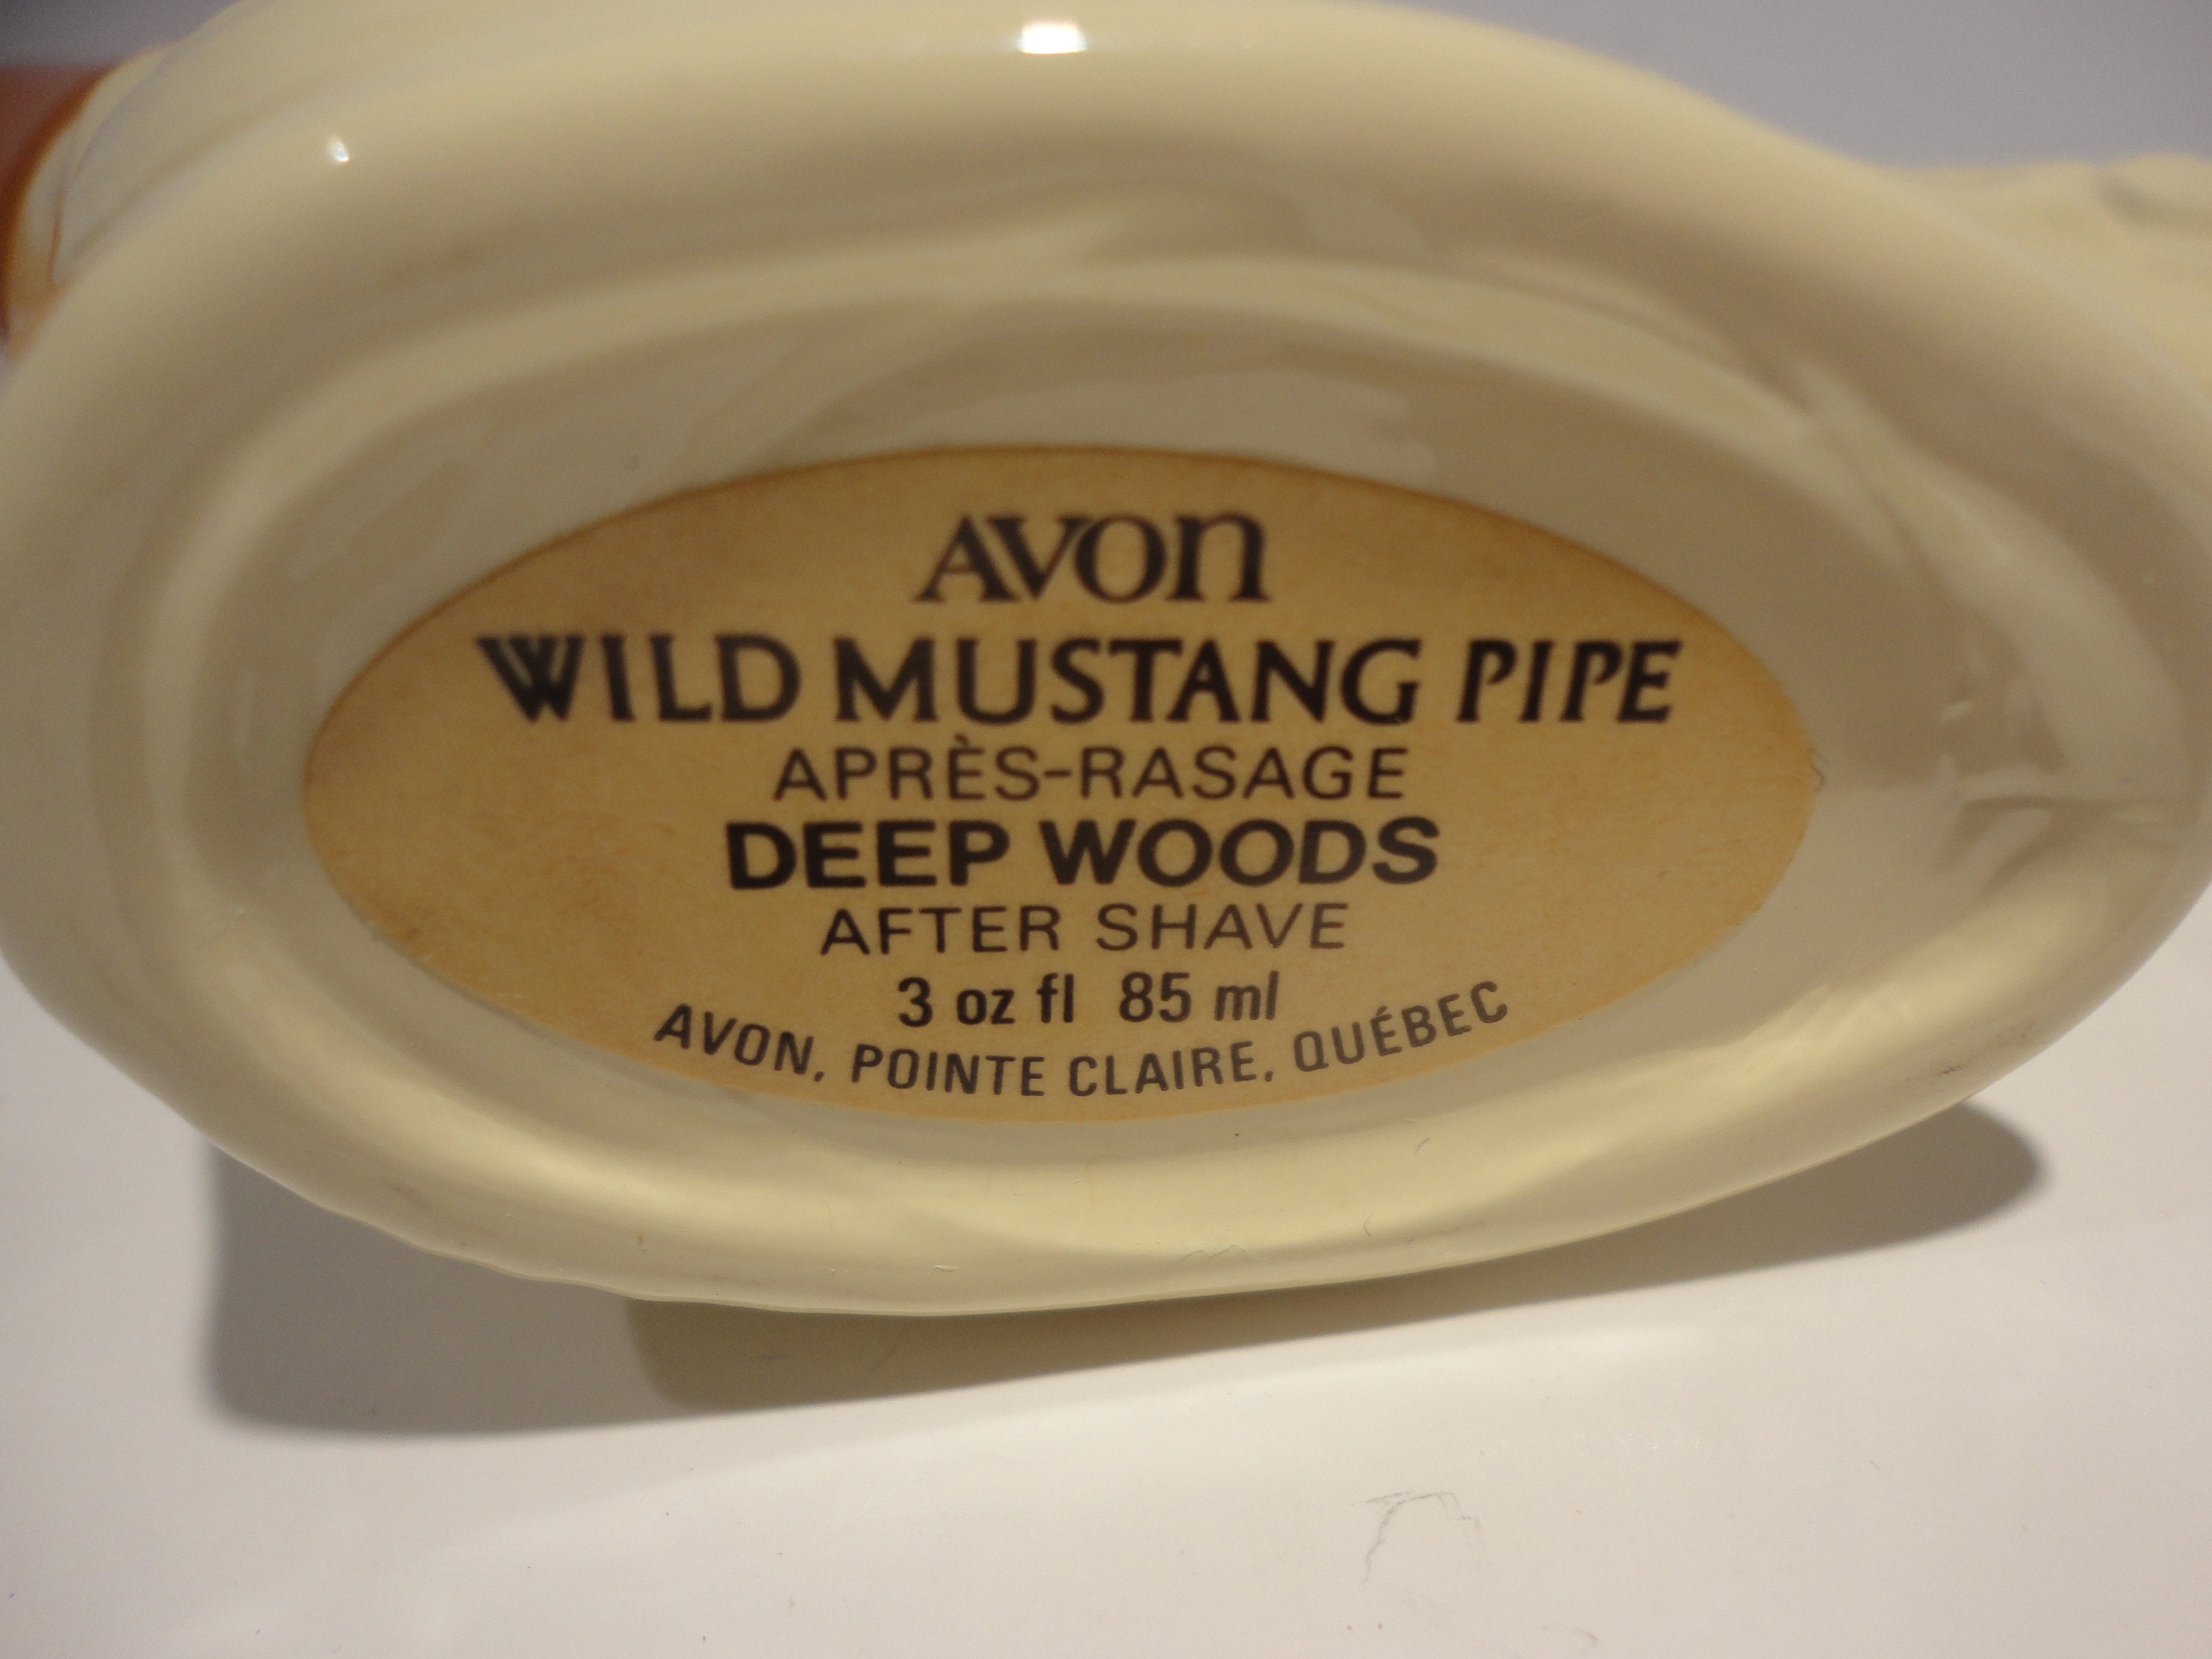 AVON
WILD MUSTANG PIPE
APRÈS-RASAGE
DEEP WOODS
AFTER SHAVE
3 oz fl 85 ml
AVON, POINTE CLAIRE, QUÉBEC